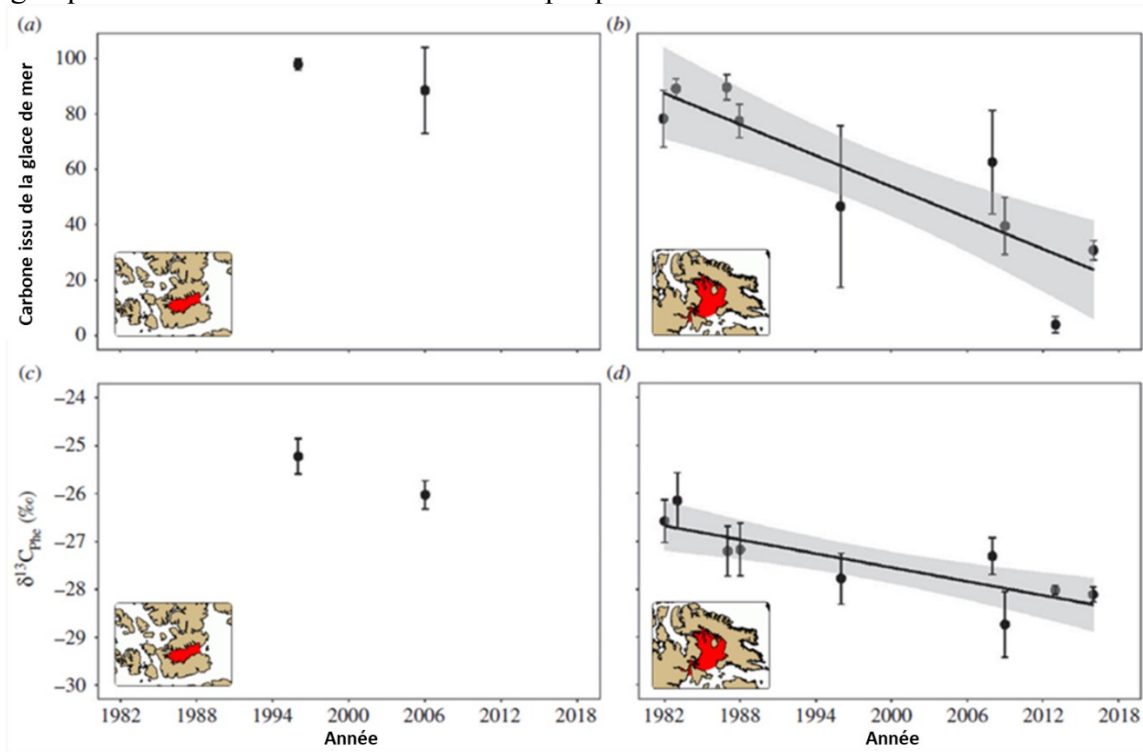 (a)
(b)
Carbone issu de la glace de mer
100
80
60
40
20
0
(c)
(d)
δ¹³C_Phe (‰)
–24
–25
–26
–27
–28
–29
–30
1982 1988 1994 2000 2006 2012 2018
1982 1988 1994 2000 2006 2012 2018
Année
Année